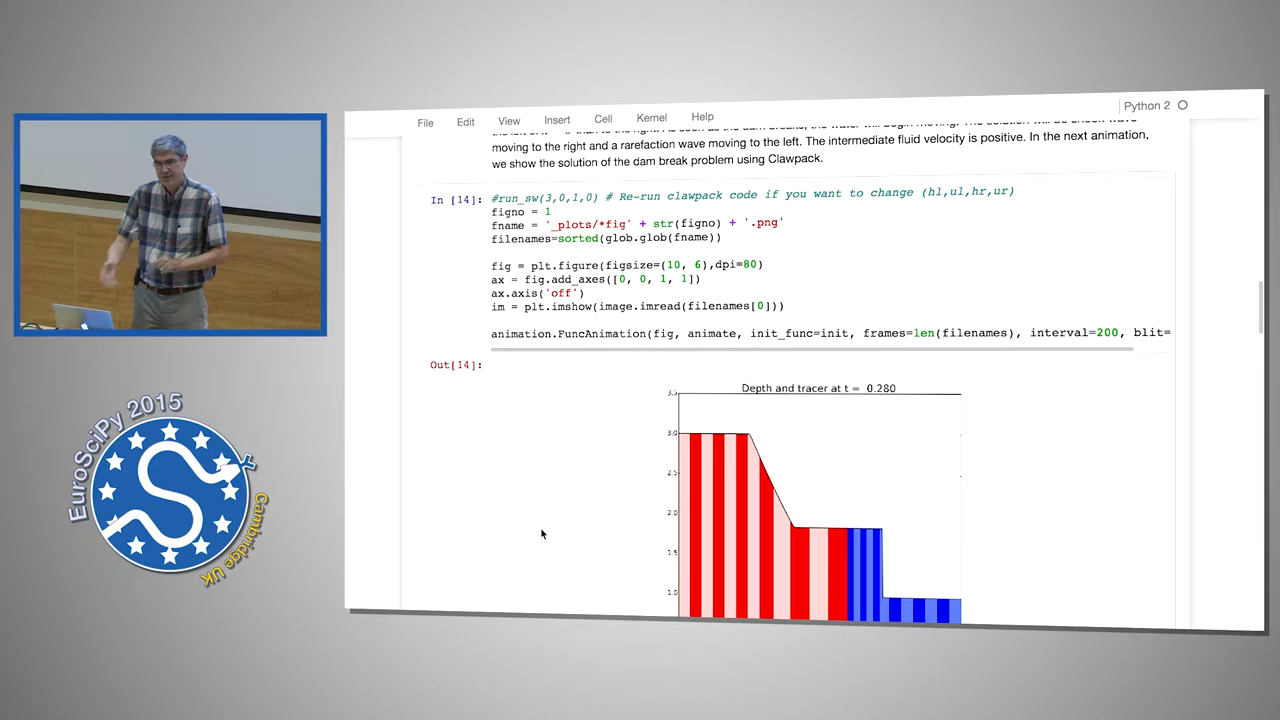 Python 2
File Edit View Insert Cell Kernel Help
moving to the right and a rarefaction wave moving to the left. The intermediate fluid velocity is positive. In the next animation,
we show the solution of the dam break problem using Clawpack.
In [14]: #run_sw(3,0,1,0) # Re-run clawpack code if you want to change (hl,ul,hr,ur)
figno = 1
fname = '_plots/*fig' + str(figno) + '.png'
filenames=sorted(glob.glob(fname))
fig = plt.figure(figsize=(10, 6),dpi=80)
ax = fig.add_axes([0, 0, 1, 1])
ax.axis('off')
im = plt.imshow(image.imread(filenames[0]))
animation.FuncAnimation(fig, animate, init_func=init, frames=len(filenames), interval=200, blit=
Out[14]:
Depth and tracer at t = 0.280
3.5
3.0
2.5
2.0
1.5
1.0
EuroSciPy 2015
Cambridge UK